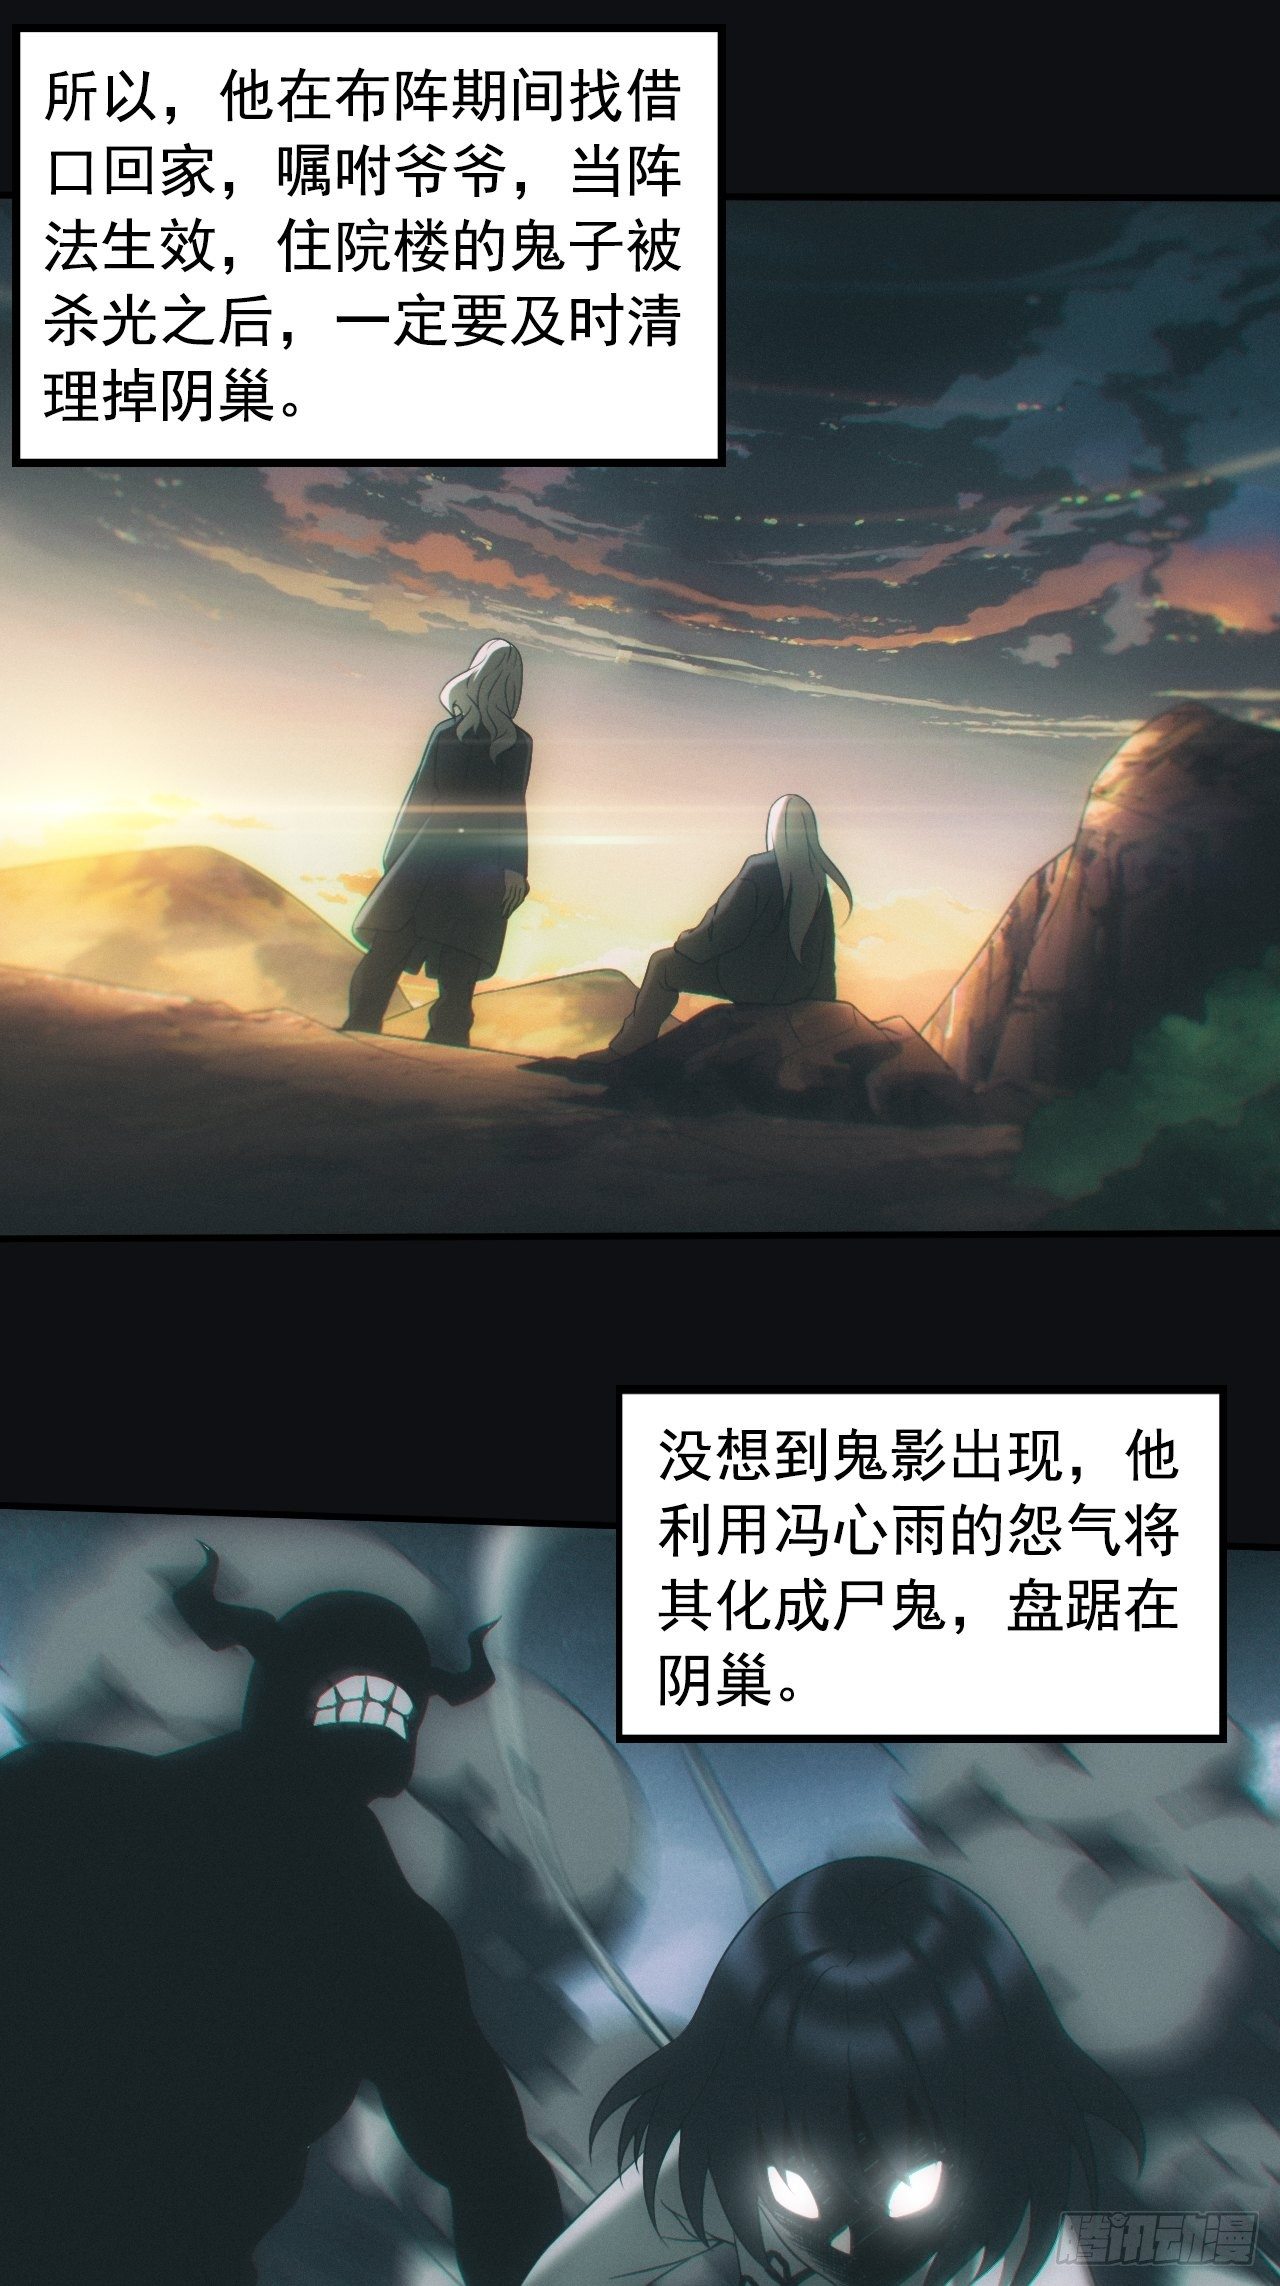 所以，他在布阵期间找借
口回家，嘱咐爷爷，当阵
法生效，住院楼的鬼子被
杀光之后，一定要及时清
理掉阴巢。
没想到鬼影出现，他
利用冯心雨的怨气将
其化成尸鬼，盘踞在
阴巢。
腾讯动漫